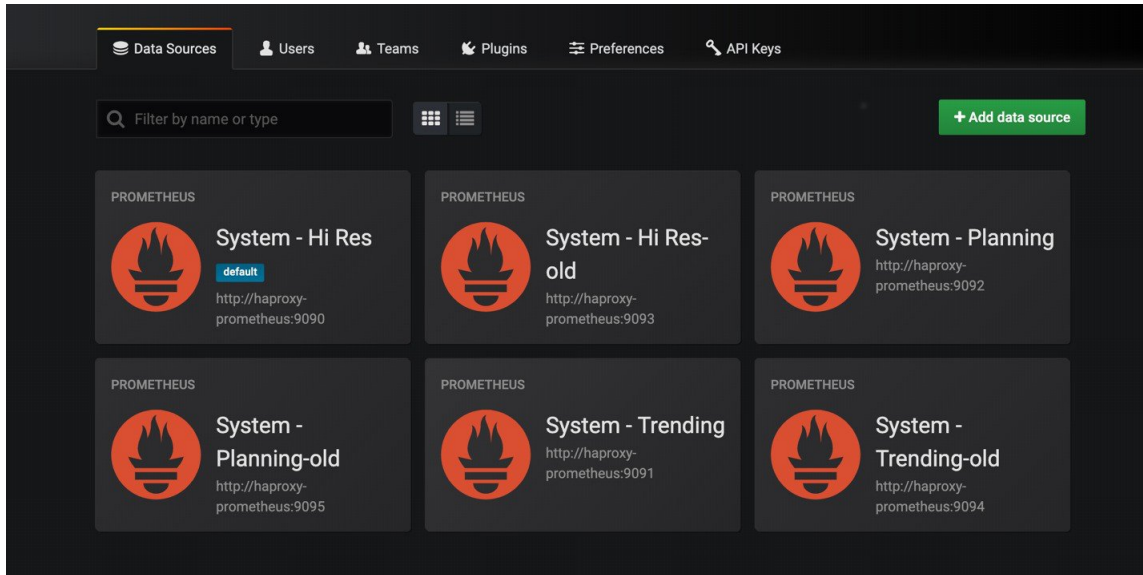 Data Sources Users Teams Plugins Preferences API Keys
Filter by name or type
+ Add data source
PROMETHEUS
System - Hi Res
default
http://haproxy-
prometheus:9090
PROMETHEUS
System - Hi Res-
old
http://haproxy-
prometheus:9093
PROMETHEUS
System - Planning
http://haproxy-
prometheus:9092
PROMETHEUS
System -
Planning-old
http://haproxy-
prometheus:9095
PROMETHEUS
System - Trending
http://haproxy-
prometheus:9091
PROMETHEUS
System -
Trending-old
http://haproxy-
prometheus:9094